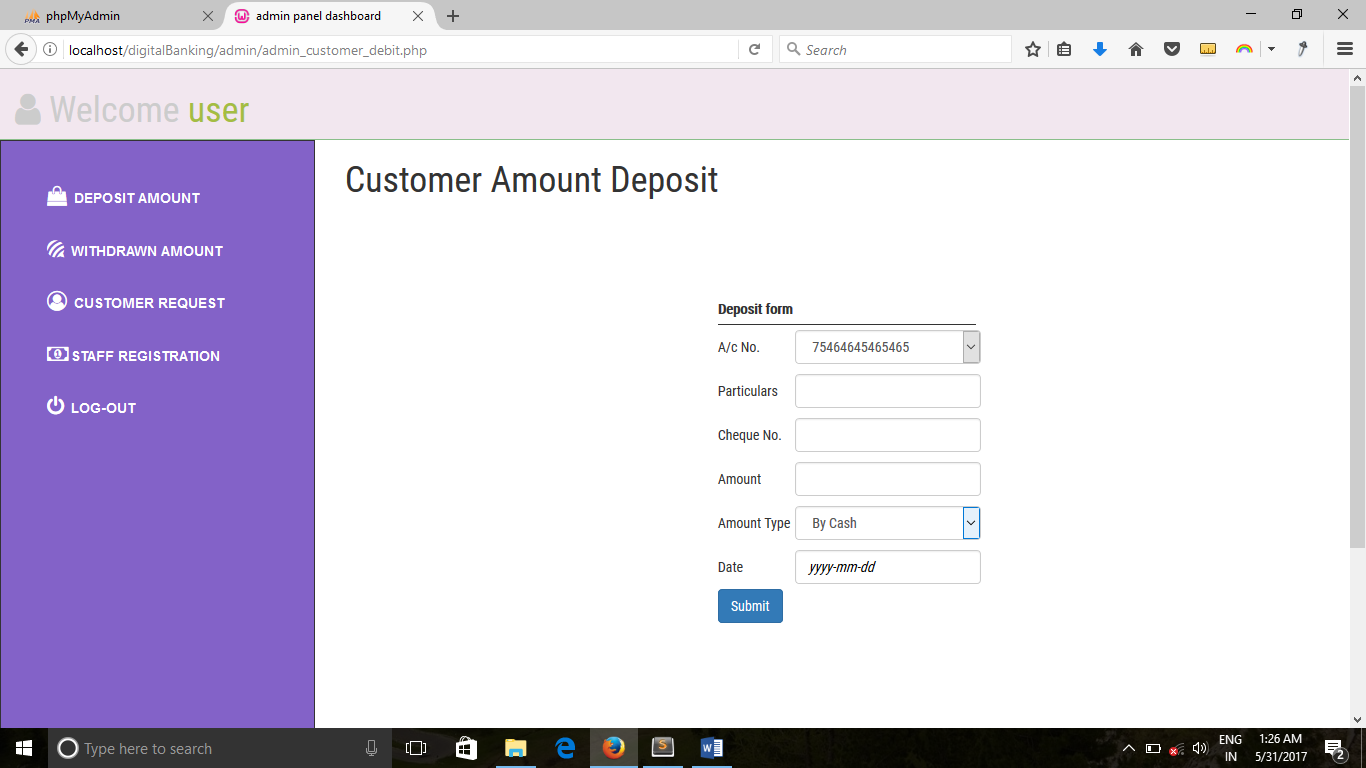 phpMyAdmin
admin panel dashboard
localhost/digitalBanking/admin/admin_customer_debit.php
Search
Welcome user
DEPOSIT AMOUNT
WITHDRAWN AMOUNT
CUSTOMER REQUEST
STAFF REGISTRATION
LOG-OUT
Customer Amount Deposit
Deposit form
A/c No. 75464645465465
Particulars
Cheque No.
Amount
Amount Type By Cash
Date yyyy-mm-dd
Submit
Type here to search
ENG
IN
1:26 AM
5/31/2017
2